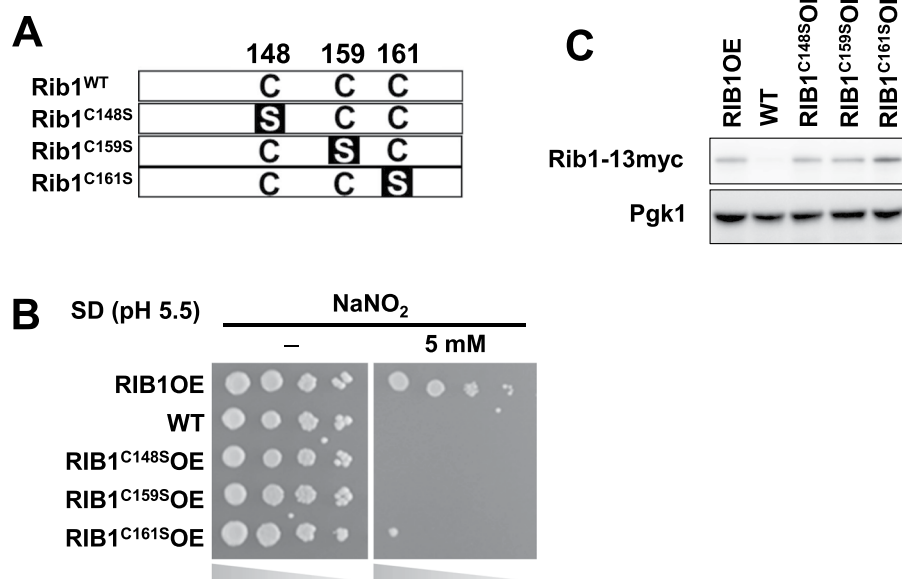 A
148 159 161
Rib1WT C C C
Rib1C148S S C C
Rib1C159S C S C
Rib1C161S C C S
B
SD (pH 5.5)
NaNO2
– 5 mM
RIB1OE
WT
RIB1C148SOE
RIB1C159SOE
RIB1C161SOE
C
RIB1OE
WT
RIB1C148SOE
RIB1C159SOE
RIB1C161SOE
Rib1-13myc
Pgk1